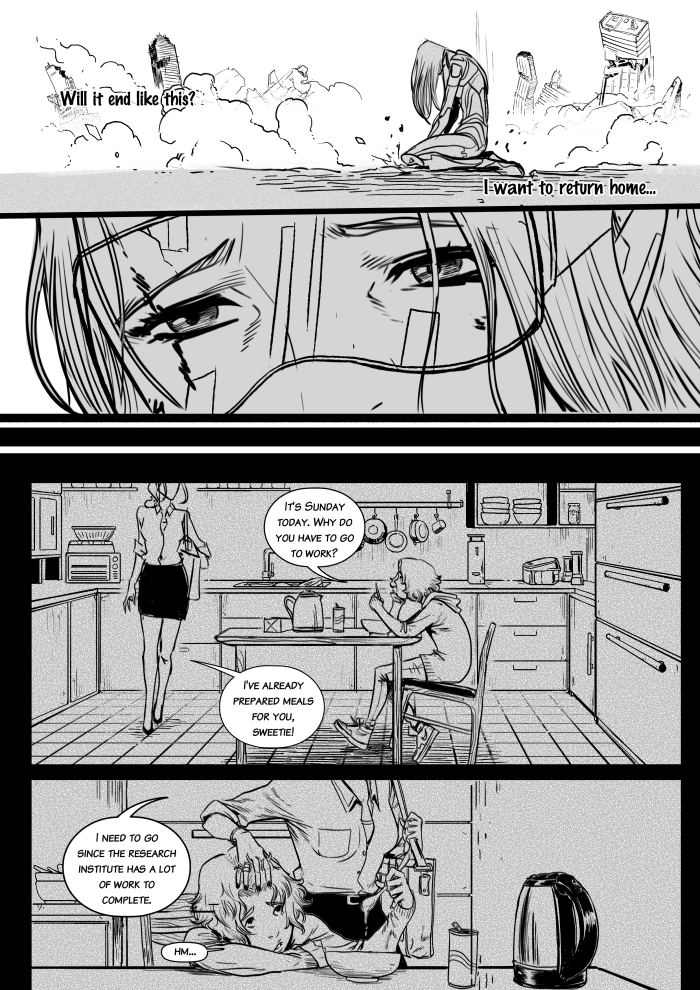 Will it end like this?
I want to return home...
It's Sunday
today. Why do
you have to go
to work?
I've already
prepared meals
for you,
sweetie!
I need to go
since the research
institute has a lot
of work to
complete.
Hm...